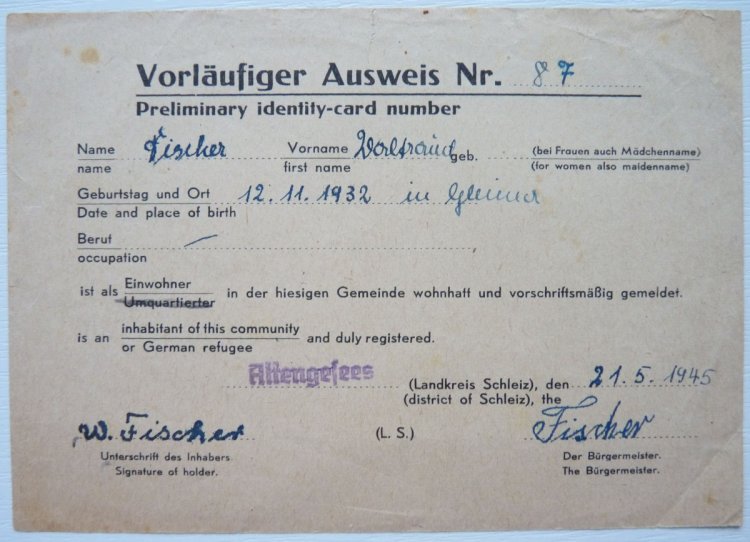 Vorläufiger Ausweis Nr. 87
Preliminary identity-card number
Name Fischer Vorname Waltraud geb. (bei Frauen auch Mädchenname)
name first name (for women also maidenname)
Geburtstag und Ort 12.11.1932 in
Date and place of birth
Beruf —
occupation
ist als Einwohner
Umquartierter in der hiesigen Gemeinde wohnhatt und vorschriftsmäßig gemeldet.
is an inhabitant of this community and duly registered.
or German refugee
Altengesees (Landkreis Schleiz), den 21.5.1945
(district of Schleiz), the
W. Fischer (L. S.) Fischer
Unterschrift des Inhabers. Der Bürgermeister.
Signature of holder. The Bürgermeister.